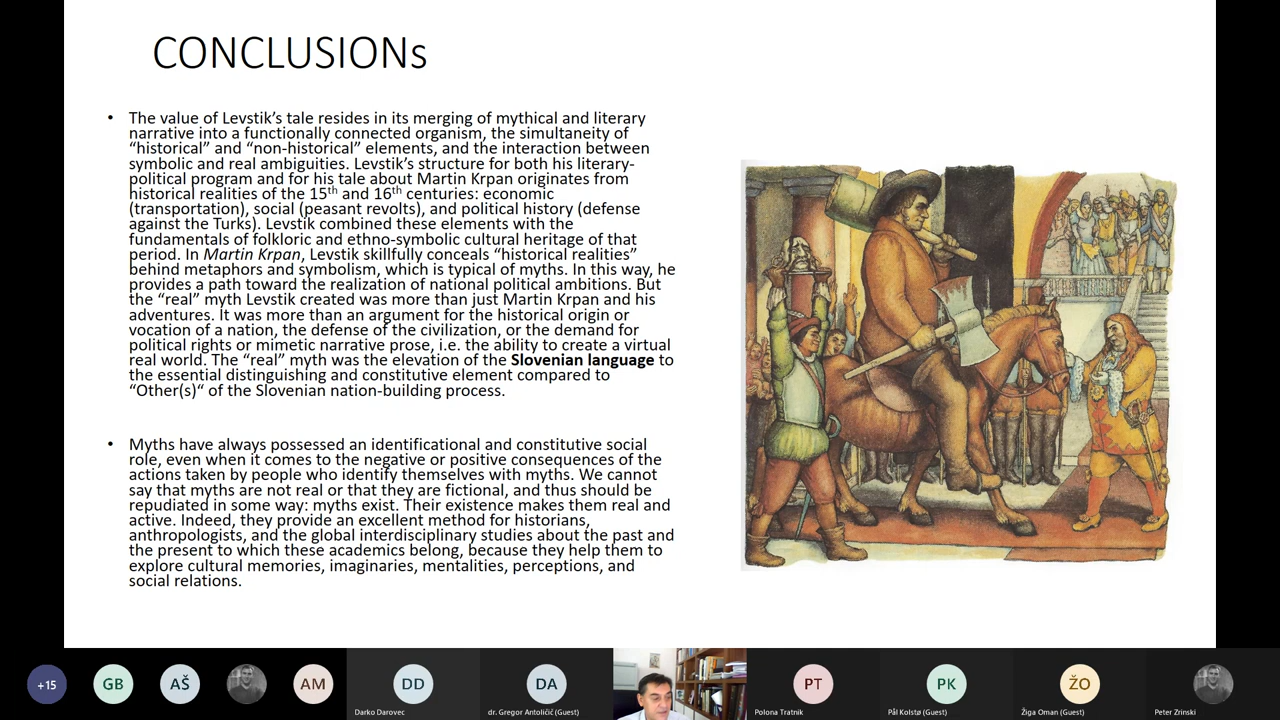 CONCLUSIONs
• The value of Levstik’s tale resides in its merging of mythical and literary
narrative into a functionally connected organism, the simultaneity of
“historical” and “non-historical” elements, and the interaction between
symbolic and real ambiguities. Levstik’s structure for both his literary-
political program and for his tale about Martin Krpan originates from
historical realities of the 15th and 16th centuries: economic
(transportation), social (peasant revolts), and political history (defense
against the Turks). Levstik combined these elements with the
fundamentals of folkloric and ethno-symbolic cultural heritage of that
period. In Martin Krpan, Levstik skillfully conceals “historical realities”
behind metaphors and symbolism, which is typical of myths. In this way, he
provides a path toward the realization of national political ambitions. But
the “real” myth Levstik created was more than just Martin Krpan and his
adventures. It was more than an argument for the historical origin or
vocation of a nation, the defense of the civilization, or the demand for
political rights or mimetic narrative prose, i.e. the ability to create a virtual
real world. The “real” myth was the elevation of the Slovenian language to
the essential distinguishing and constitutive element compared to
“Other(s)“ of the Slovenian nation-building process.
• Myths have always possessed an identificational and constitutive social
role, even when it comes to the negative or positive consequences of the
actions taken by people who identify themselves with myths. We cannot
say that myths are not real or that they are fictional, and thus should be
repudiated in some way: myths exist. Their existence makes them real and
active. Indeed, they provide an excellent method for historians,
anthropologists, and the global interdisciplinary studies about the past and
the present to which these academics belong, because they help them to
explore cultural memories, imaginaries, mentalities, perceptions, and
social relations.
+15
GB
AŠ
AM
DD
Darko Darovec
DA
dr. Gregor Antoličič (Guest)
PT
Polona Tratnik
PK
Pål Kolstø (Guest)
ŽO
Žiga Oman (Guest)
Peter Zrinski